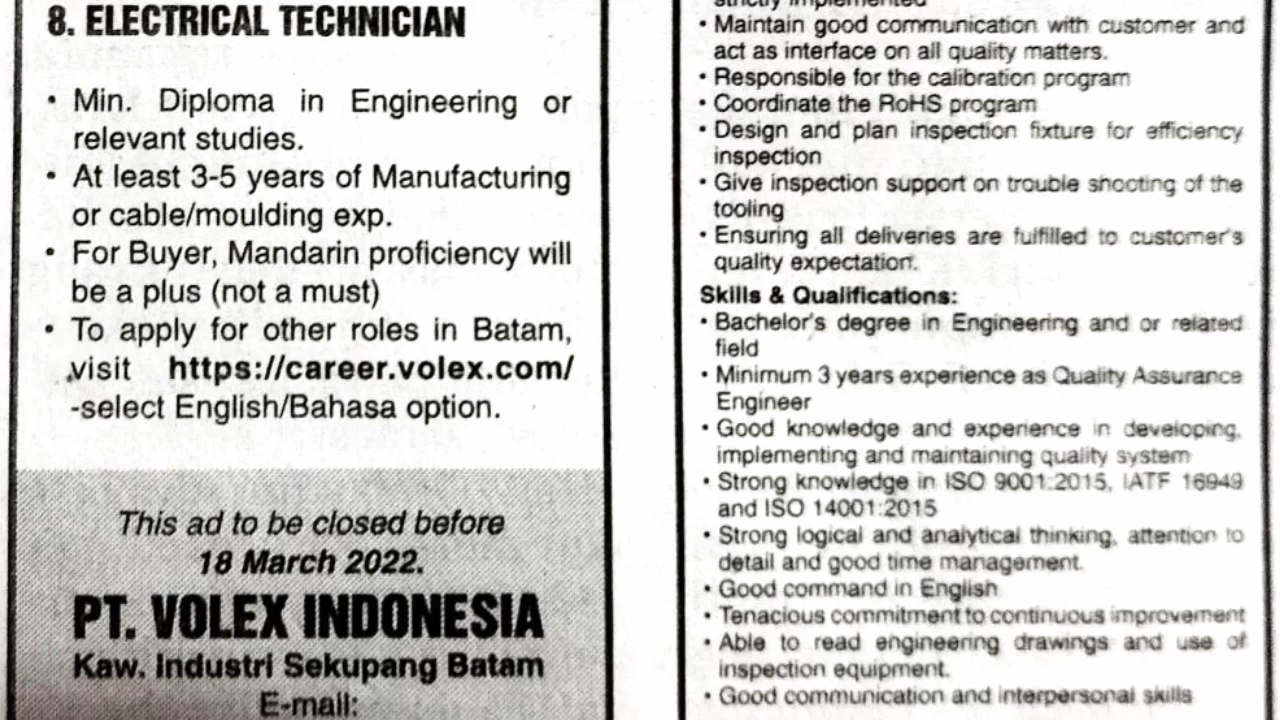 8. ELECTRICAL TECHNICIAN
• Min. Diploma in Engineering or
relevant studies.
• At least 3-5 years of Manufacturing
or cable/moulding exp.
• For Buyer, Mandarin proficiency will
be a plus (not a must)
• To apply for other roles in Batam,
visit https://career.volex.com/
-select English/Bahasa option.
This ad to be closed before
18 March 2022.
PT. VOLEX INDONESIA
Kaw. Industri Sekupang Batam
E-mail:
strictly implemented
• Maintain good communication with customer and
act as interface on all quality matters.
• Responsible for the calibration program
• Coordinate the RoHS program
• Design and plan inspection fixture for efficiency
inspection
• Give inspection support on trouble shooting of the
tooling
• Ensuring all deliveries are fulfilled to customer's
quality expectation.
Skills & Qualifications:
• Bachelor's degree in Engineering and or related
field
• Minimum 3 years experience as Quality Assurance
Engineer
• Good knowledge and experience in developing,
implementing and maintaining quality system
• Strong knowledge in ISO 9001:2015, IATF 16949
and ISO 14001:2015
• Strong logical and analytical thinking, attention to
detail and good time management.
• Good command in English
• Tenacious commitment to continuous improvement
• Able to read engineering drawings and use of
inspection equipment.
• Good communication and interpersonal skills